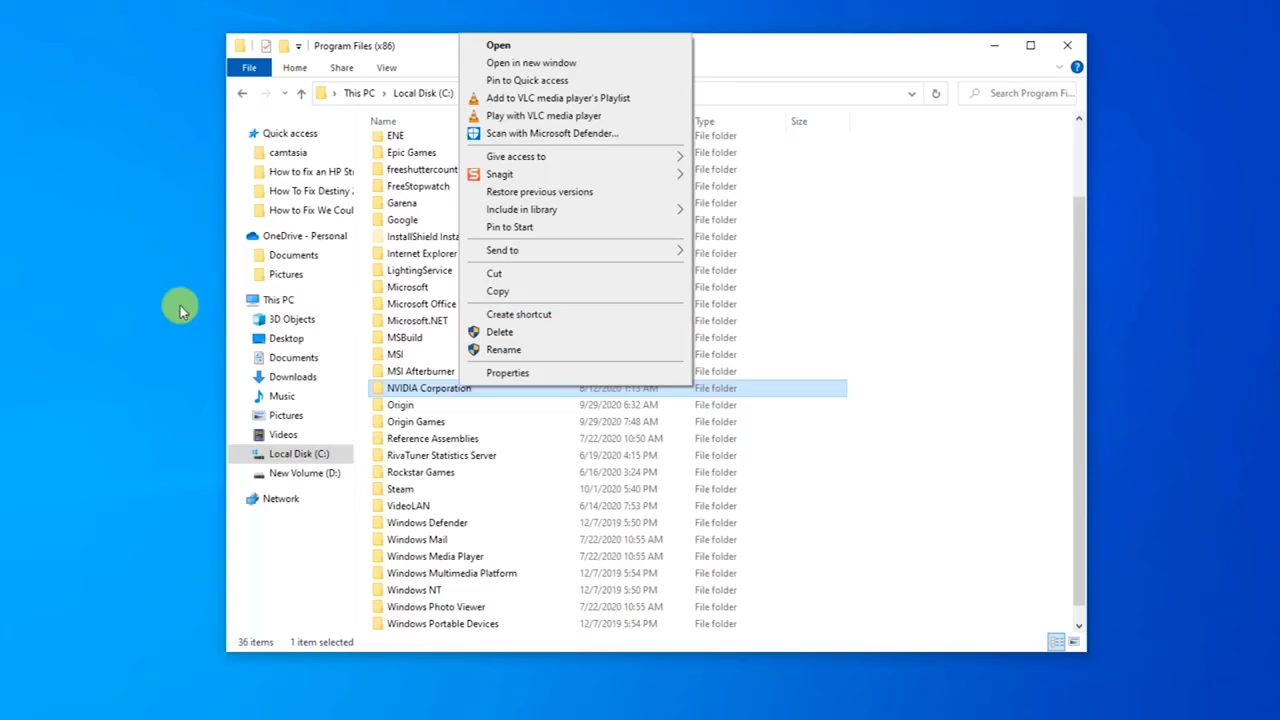 Program Files (x86)
File Home Share View
This PC Local Disk (C:) Search Program Fi...
Quick access
camtasia
How to fix an HP Str
How To Fix Destiny 2
How to Fix We Coul
OneDrive - Personal
Documents
Pictures
This PC
3D Objects
Desktop
Documents
Downloads
Music
Pictures
Videos
Local Disk (C:)
New Volume (D:)
Network
Name Type Size
ENE File folder
Epic Games File folder
freeshuttercount File folder
FreeStopwatch File folder
Garena File folder
Google File folder
InstallShield Insta File folder
Internet Explorer File folder
LightingService File folder
Microsoft File folder
Microsoft Office File folder
Microsoft.NET File folder
MSBuild File folder
MSI File folder
MSI Afterburner File folder
NVIDIA Corporation 8/12/2020 1:15 AM File folder
Origin 9/29/2020 6:32 AM File folder
Origin Games 9/29/2020 7:48 AM File folder
Reference Assemblies 7/22/2020 10:50 AM File folder
RivaTuner Statistics Server 6/19/2020 4:15 PM File folder
Rockstar Games 6/16/2020 3:24 PM File folder
Steam 10/1/2020 5:40 PM File folder
VideoLAN 6/14/2020 7:53 PM File folder
Windows Defender 12/7/2019 5:50 PM File folder
Windows Mail 7/22/2020 10:55 AM File folder
Windows Media Player 7/22/2020 10:55 AM File folder
Windows Multimedia Platform 12/7/2019 5:54 PM File folder
Windows NT 12/7/2019 5:50 PM File folder
Windows Photo Viewer 7/22/2020 10:55 AM File folder
Windows Portable Devices 12/7/2019 5:54 PM File folder
Open
Open in new window
Pin to Quick access
Add to VLC media player's Playlist
Play with VLC media player
Scan with Microsoft Defender...
Give access to
Snagit
Restore previous versions
Include in library
Pin to Start
Send to
Cut
Copy
Create shortcut
Delete
Rename
Properties
36 items 1 item selected